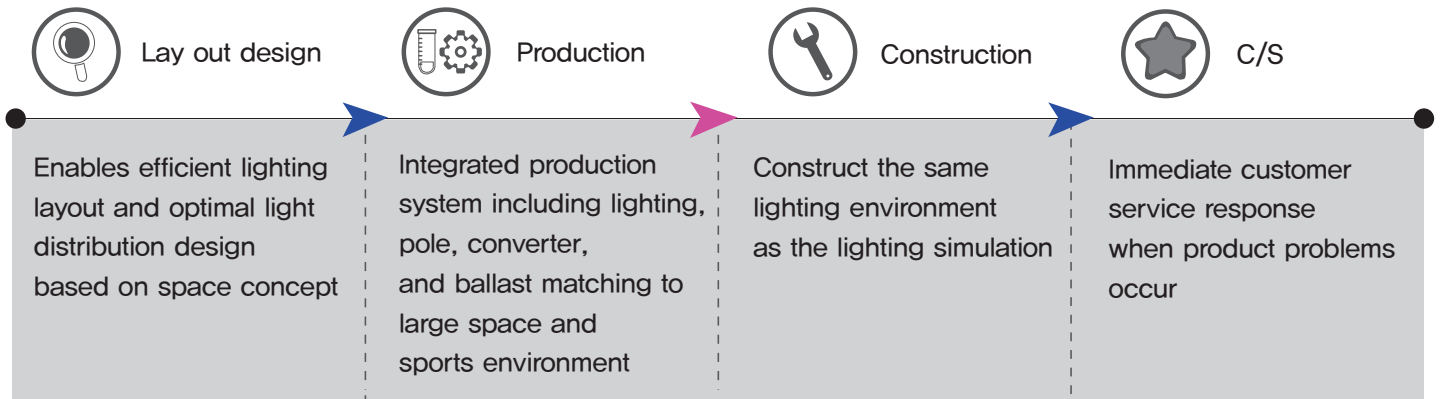 Lay out design
Production
Construction
C/S
Enables efficient lighting
layout and optimal light
distribution design
based on space concept
Integrated production
system including lighting,
pole, converter,
and ballast matching to
large space and
sports environment
Construct the same
lighting environment
as the lighting simulation
Immediate customer
service response
when product problems
occur